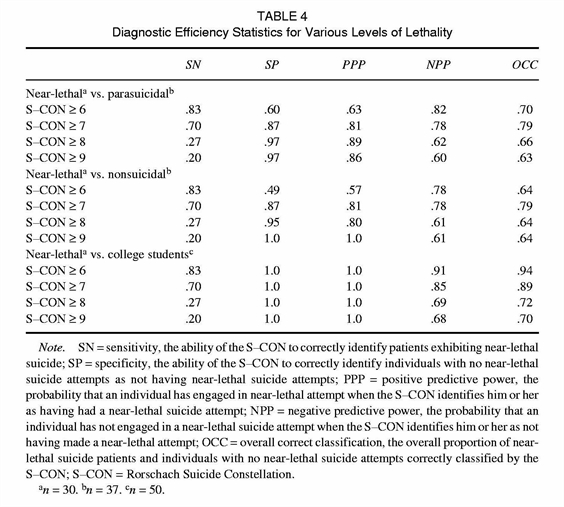 TABLE 4
Diagnostic Efficiency Statistics for Various Levels of Lethality
SN SP PPP NPP OCC
Near-lethalᵃ vs. parasuicidalᵇ
S–CON ≥ 6 .83 .60 .63 .82 .70
S–CON ≥ 7 .70 .87 .81 .78 .79
S–CON ≥ 8 .27 .97 .89 .62 .66
S–CON ≥ 9 .20 .97 .86 .60 .63
Near-lethalᵃ vs. nonsuicidalᵇ
S–CON ≥ 6 .83 .49 .57 .78 .64
S–CON ≥ 7 .70 .87 .81 .78 .79
S–CON ≥ 8 .27 .95 .80 .61 .64
S–CON ≥ 9 .20 1.0 1.0 .61 .64
Near-lethalᵃ vs. college studentsᶜ
S–CON ≥ 6 .83 1.0 1.0 .91 .94
S–CON ≥ 7 .70 1.0 1.0 .85 .89
S–CON ≥ 8 .27 1.0 1.0 .69 .72
S–CON ≥ 9 .20 1.0 1.0 .68 .70
Note. SN = sensitivity, the ability of the S–CON to correctly identify patients exhibiting near-lethal
suicide; SP = specificity, the ability of the S–CON to correctly identify individuals with no near-lethal
suicide attempts as not having near-lethal suicide attempts; PPP = positive predictive power, the
probability that an individual has engaged in near-lethal attempt when the S–CON identifies him or her
as having had a near-lethal suicide attempt; NPP = negative predictive power, the probability that an
individual has not engaged in a near-lethal suicide attempt when the S–CON identifies him or her as not
having made a near-lethal attempt; OCC = overall correct classification, the overall proportion of near-
lethal suicide patients and individuals with no near-lethal suicide attempts correctly classified by the
S–CON; S–CON = Rorschach Suicide Constellation.
ᵃn = 30. ᵇn = 37. ᶜn = 50.